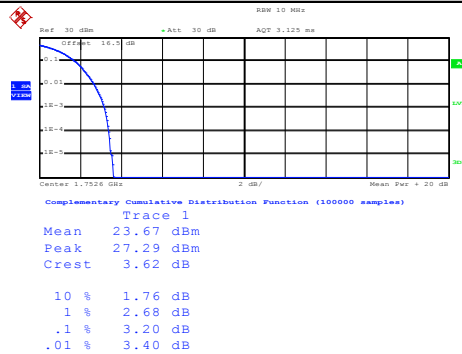 RBW 10 MHz
Ref 30 dBm Att 30 dB AQT 3.125 ms
Offset 16.5 dB
0.1
0.01
1E-3
1E-4
1E-5
1 SA
VIEW
A
LV
3D
Center 1.7526 GHz 2 dB/ Mean Pwr + 20 dB
Complementary Cumulative Distribution Function (100000 samples)
Trace 1
Mean 23.67 dBm
Peak 27.29 dBm
Crest 3.62 dB
10 % 1.76 dB
1 % 2.68 dB
.1 % 3.20 dB
.01 % 3.40 dB